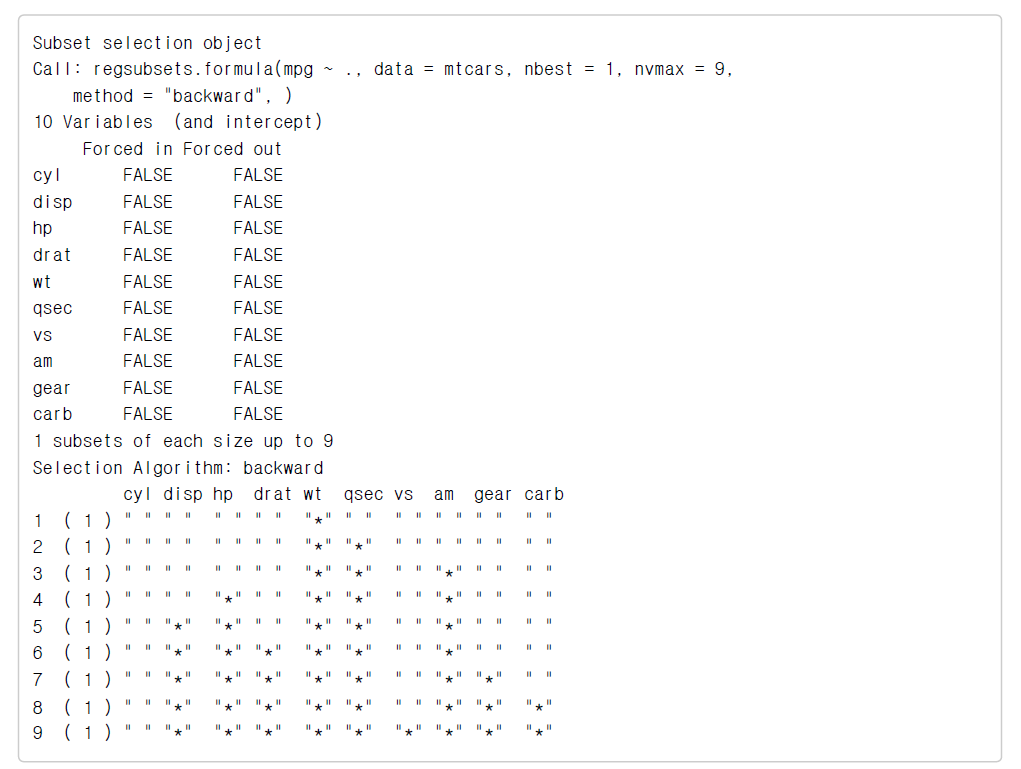 Subset selection object
Call: regsubsets.formula(mpg ~ ., data = mtcars, nbest = 1, nvmax = 9,
    method = "backward", )
10 Variables  (and intercept)
     Forced in Forced out
cyl      FALSE      FALSE
disp     FALSE      FALSE
hp       FALSE      FALSE
drat     FALSE      FALSE
wt       FALSE      FALSE
qsec     FALSE      FALSE
vs       FALSE      FALSE
am       FALSE      FALSE
gear     FALSE      FALSE
carb     FALSE      FALSE
1 subsets of each size up to 9
Selection Algorithm: backward
         cyl disp hp  drat wt  qsec vs  am  gear carb
1  ( 1 ) " " " "  " " " "  "*" " "  " " " " " "  " "
2  ( 1 ) " " " "  " " " "  "*" "*"  " " " " " "  " "
3  ( 1 ) " " " "  " " " "  "*" "*"  " " "*" " "  " "
4  ( 1 ) " " " "  "*" " "  "*" "*"  " " "*" " "  " "
5  ( 1 ) " " "*"  "*" " "  "*" "*"  " " "*" " "  " "
6  ( 1 ) " " "*"  "*" "*"  "*" "*"  " " "*" " "  " "
7  ( 1 ) " " "*"  "*" "*"  "*" "*"  " " "*" "*"  " "
8  ( 1 ) " " "*"  "*" "*"  "*" "*"  " " "*" "*"  "*"
9  ( 1 ) " " "*"  "*" "*"  "*" "*"  "*" "*" "*"  "*"